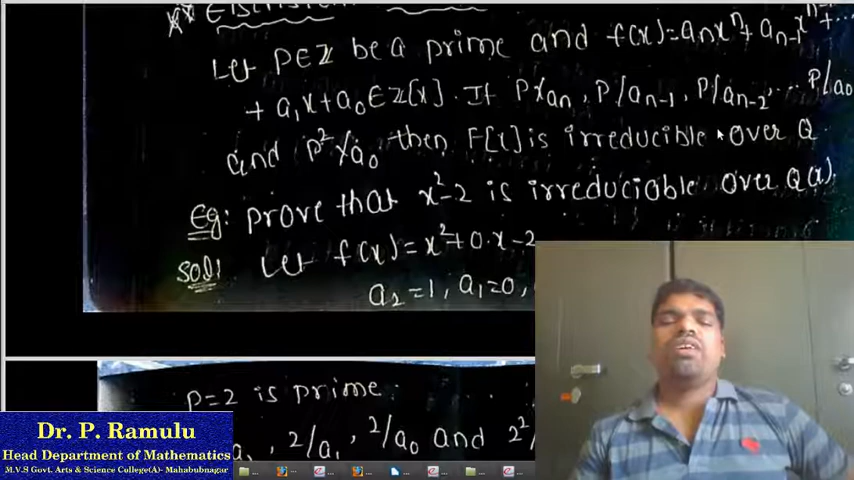 Let P∈Z be a prime and f(x)=aₙxⁿ+aₙ₋₁xⁿ⁻¹+...
+ a₁x+a₀∈Z[x]. If P∤aₙ, P/aₙ₋₁, P/aₙ₋₂, ... P/a₀
and P²∤a₀ then F[x] is irreducible over Q.
Eg: prove that x²-2 is irreduciable over Q(x).
Sol: Let f(x) = x²+0·x-2
a₂=1, a₁=0,
P=2 is prime.
2/a₁, 2/a₀ and 2²/
Dr. P. Ramulu
Head Department of Mathematics
M.V.S Govt. Arts & Science College(A)- Mahabubnagar